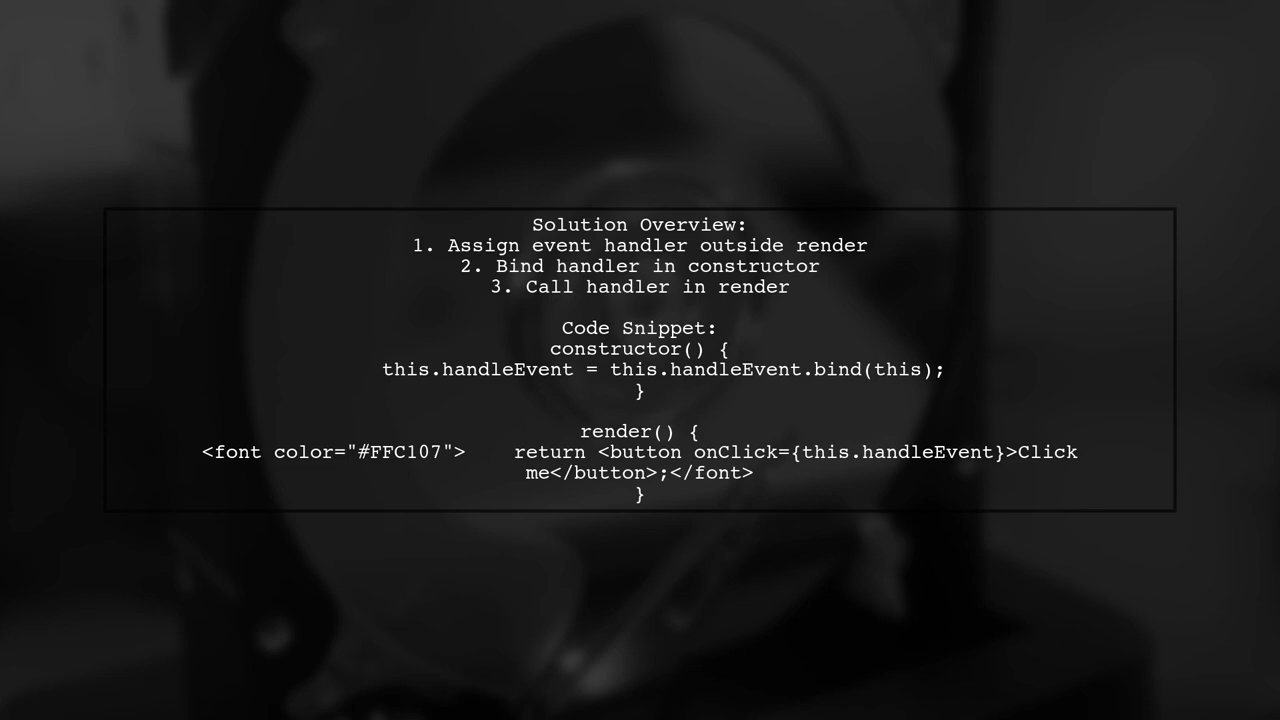 Solution Overview:
1. Assign event handler outside render
2. Bind handler in constructor
3. Call handler in render
Code Snippet:
constructor() {
this.handleEvent = this.handleEvent.bind(this);
}
render() {
<font color="#FFC107">    return <button onClick={this.handleEvent}>Click
me</button>;</font>
}